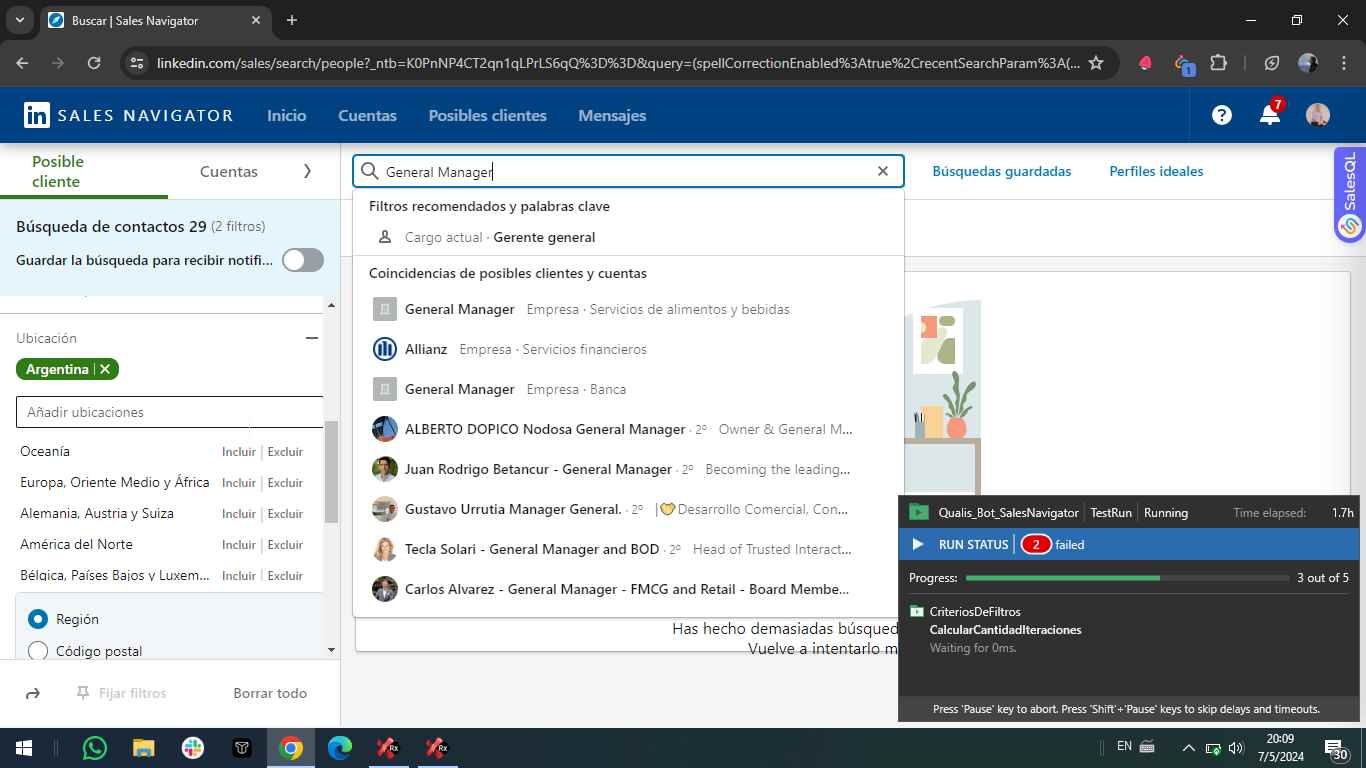 Buscar | Sales Navigator
linkedin.com/sales/search/people?_ntb=K0PnNP4CT2qn1qLPrLS6qQ%3D%3D&query=(spellCorrectionEnabled%3Atrue%2CrecentSearchParam%3A(...
1
in SALES NAVIGATOR
Inicio
Cuentas
Posibles clientes
Mensajes
7
Posible cliente
Cuentas
General Manager
Búsquedas guardadas
Perfiles ideales
SalesQL
Búsqueda de contactos 29 (2 filtros)
Guardar la búsqueda para recibir notifi...
Ubicación
Argentina
Añadir ubicaciones
Oceanía Incluir | Excluir
Europa, Oriente Medio y África Incluir | Excluir
Alemania, Austria y Suiza Incluir | Excluir
América del Norte Incluir | Excluir
Bélgica, Países Bajos y Luxem... Incluir | Excluir
Región
Código postal
Fijar filtros
Borrar todo
Filtros recomendados y palabras clave
Cargo actual · Gerente general
Coincidencias de posibles clientes y cuentas
General Manager Empresa · Servicios de alimentos y bebidas
Allianz Empresa · Servicios financieros
General Manager Empresa · Banca
ALBERTO DOPICO Nodosa General Manager · 2º Owner & General M...
Juan Rodrigo Betancur - General Manager · 2º Becoming the leading...
Gustavo Urrutia Manager General. · 2º |💛Desarrollo Comercial, Con...
Tecla Solari - General Manager and BOD · 2º Head of Trusted Interact...
Carlos Alvarez - General Manager - FMCG and Retail - Board Membe...
Has hecho demasiadas búsqued
Vuelve a intentarlo m
Qualis_Bot_SalesNavigator | TestRun | Running Time elapsed: 1.7h
RUN STATUS | 2 failed
Progress: 3 out of 5
CriteriosDeFiltros
CalcularCantidadIteraciones
Waiting for 0ms.
Press 'Pause' key to abort. Press 'Shift'+'Pause' keys to skip delays and timeouts.
Rx
Rx
EN
20:09
7/5/2024
30